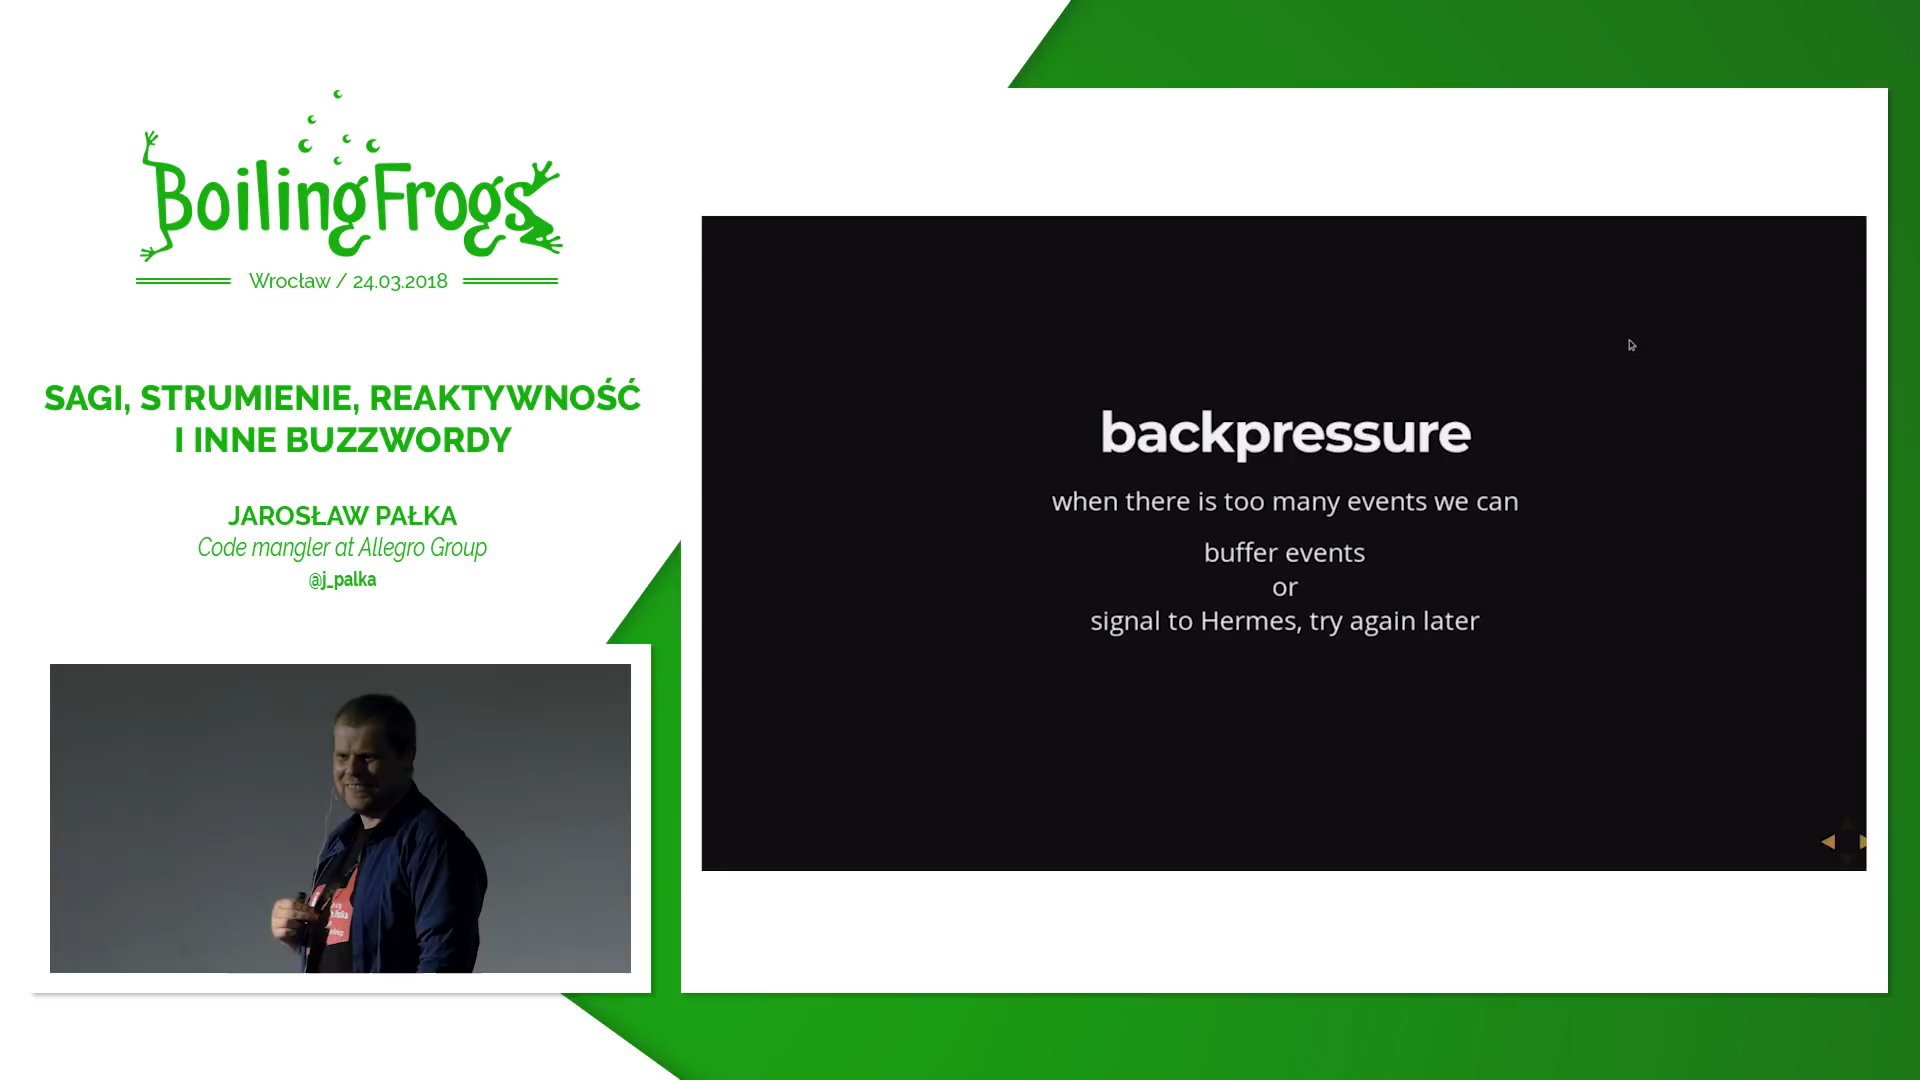 BoilingFrogs
Wrocław / 24.03.2018
SAGI, STRUMIENIE, REAKTYWNOŚĆ
I INNE BUZZWORDY
JAROSŁAW PAŁKA
Code mangler at Allegro Group
@j_palka
backpressure
when there is too many events we can
buffer events
or
signal to Hermes, try again later